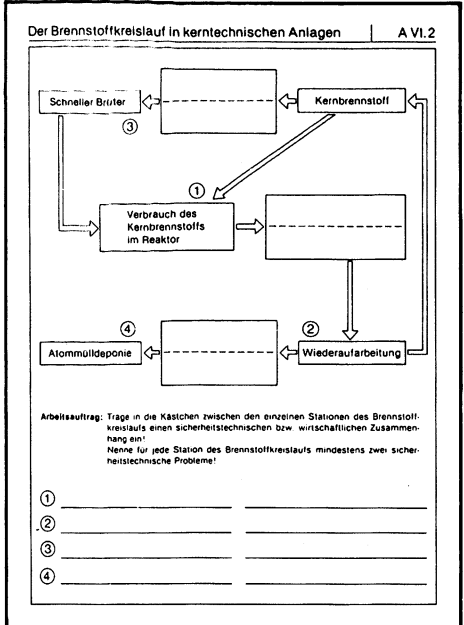 Der Brennstoffkreislauf in kerntechnischen Anlagen A VI.2
Schneller Brüter
Kernbrennstoff
③
①
Verbrauch des
Kernbrennstoffs
im Reaktor
④
②
Atommülldeponie
Wiederaufarbeitung
Arbeitsauftrag: Trage in die Kästchen zwischen den einzelnen Stationen des Brennstoff-
kreislaufs einen sicherheitstechnischen bzw. wirtschaftlichen Zusammen-
hang ein!
Nenne für jede Station des Brennstoffkreislaufs mindestens zwei sicher-
heitstechnische Probleme!
①
②
③
④